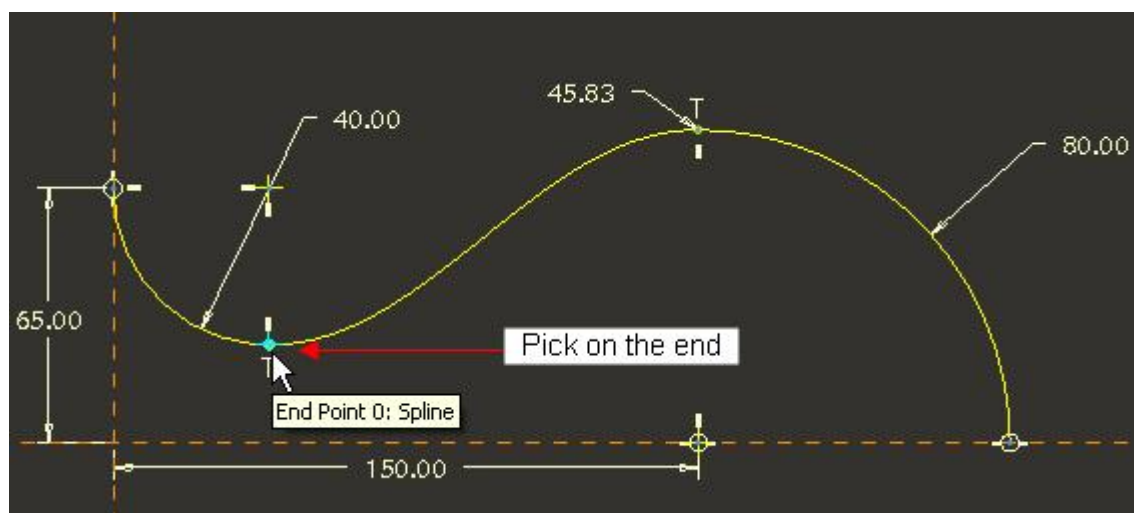 45.83
T
40.00
80.00
65.00
Pick on the end
T
End Point 0: Spline
150.00